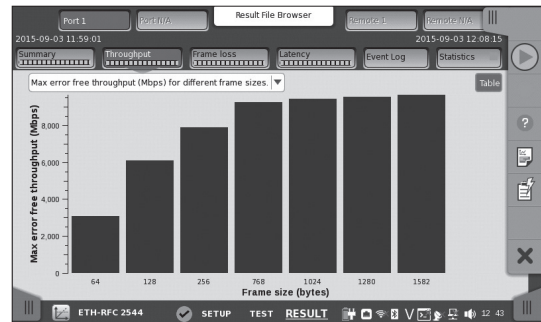 Port 1
Port N/A
Result File Browser
Remote 1
Remote N/A
2015-09-03 11:59:01
2015-09-03 12:08:15
Summary
Throughput
Frame loss
Latency
Event Log
Statistics
Max error free throughput (Mbps) for different frame sizes.
Table
Max error free throughput (Mbps)
8,000
6,000
4,000
2,000
0
64 128 256 768 1024 1280 1582
Frame size (bytes)
ETH-RFC 2544
SETUP
TEST
RESULT
12 43